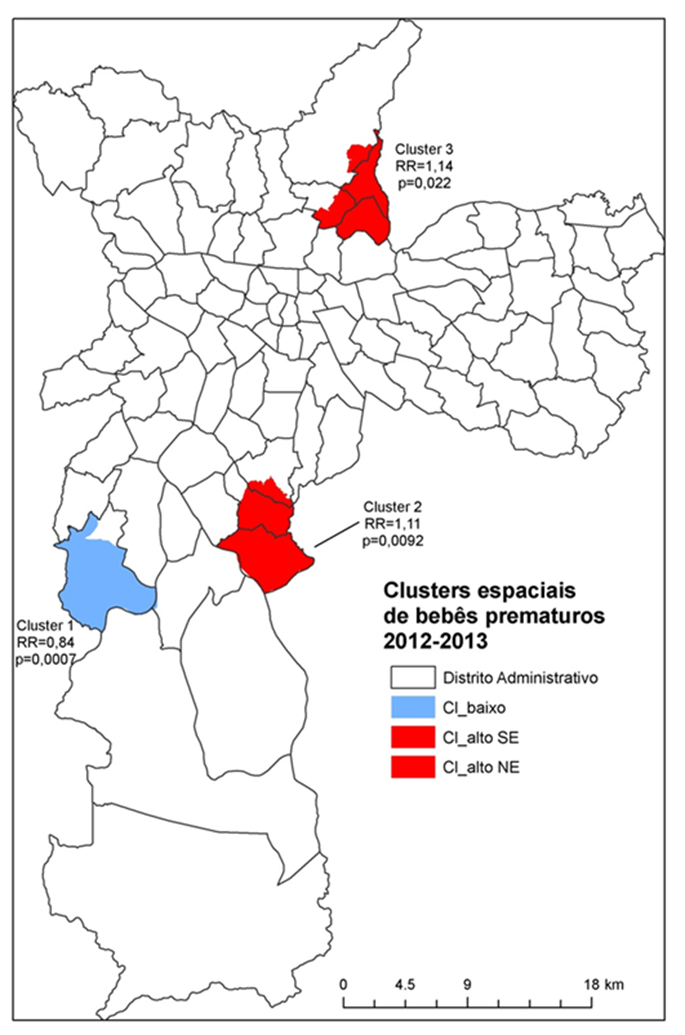 Cluster 3
RR=1,14
p=0,022
Cluster 2
RR=1,11
p=0,0092
Cluster 1
RR=0,84
p=0,0007
Clusters espaciais
de bebês prematuros
2012-2013
Distrito Administrativo
Cl_baixo
Cl_alto SE
Cl_alto NE
0 4.5 9 18 km